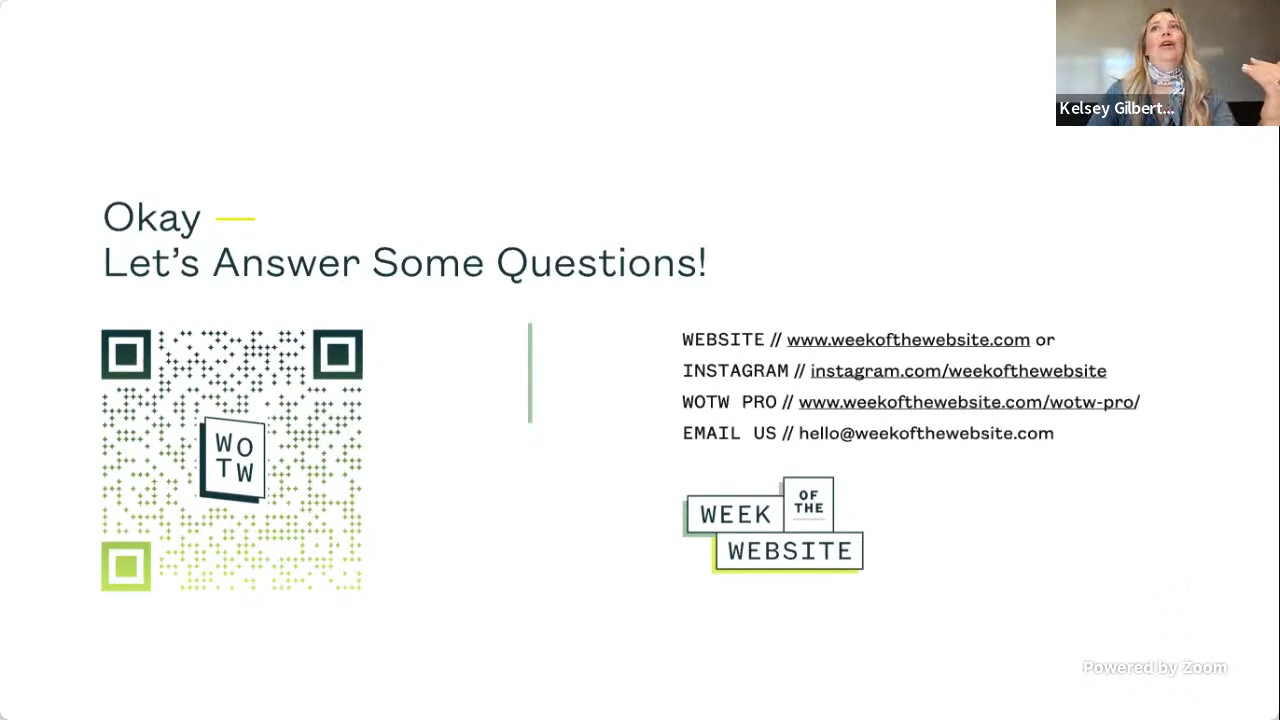 Kelsey Gilbert...
Okay —
Let's Answer Some Questions!
WEBSITE // www.weekofthewebsite.com or
INSTAGRAM // instagram.com/weekofthewebsite
WOTW PRO // www.weekofthewebsite.com/wotw-pro/
EMAIL US // hello@weekofthewebsite.com
WO
TW
WEEK OF THE
WEBSITE
Powered by Zoom